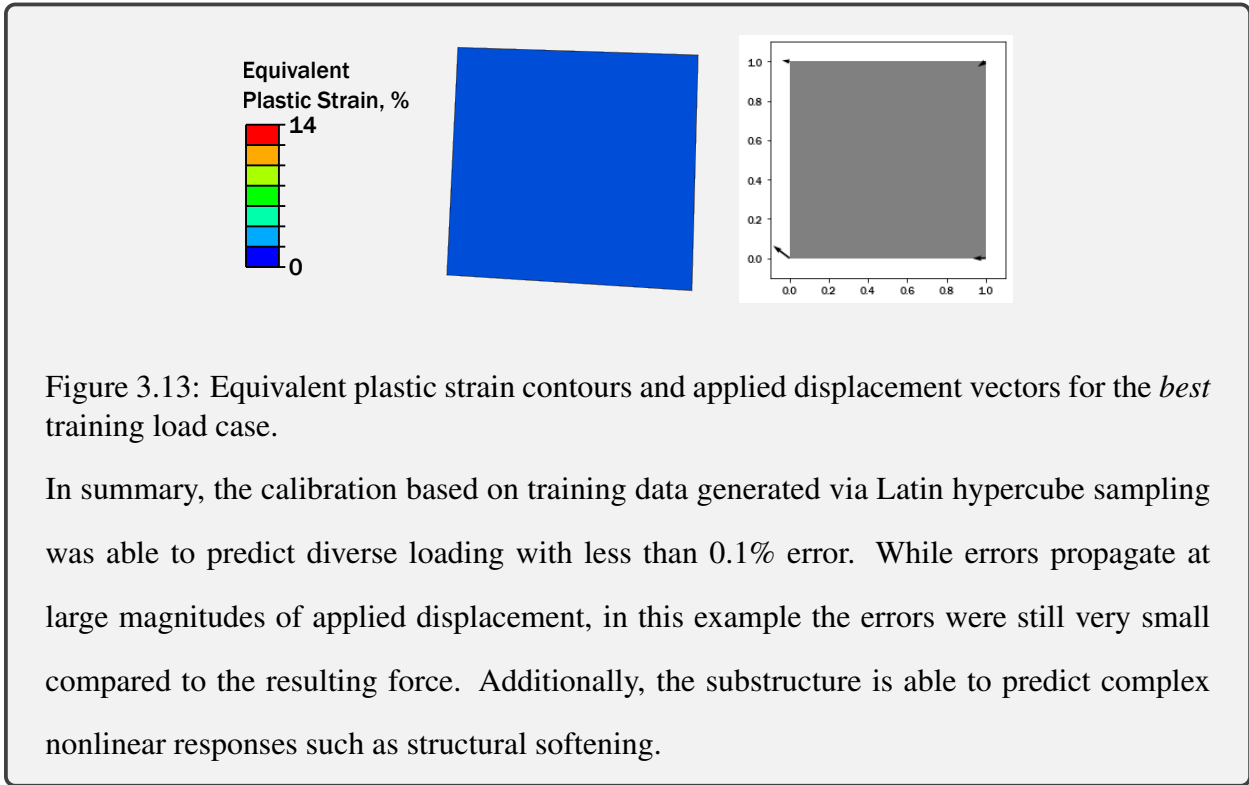 Equivalent
Plastic Strain, %
14
0
1.0
0.8
0.6
0.4
0.2
0.0
0.0 0.2 0.4 0.6 0.8 1.0
Figure 3.13: Equivalent plastic strain contours and applied displacement vectors for the best
training load case.
In summary, the calibration based on training data generated via Latin hypercube sampling
was able to predict diverse loading with less than 0.1% error. While errors propagate at
large magnitudes of applied displacement, in this example the errors were still very small
compared to the resulting force. Additionally, the substructure is able to predict complex
nonlinear responses such as structural softening.